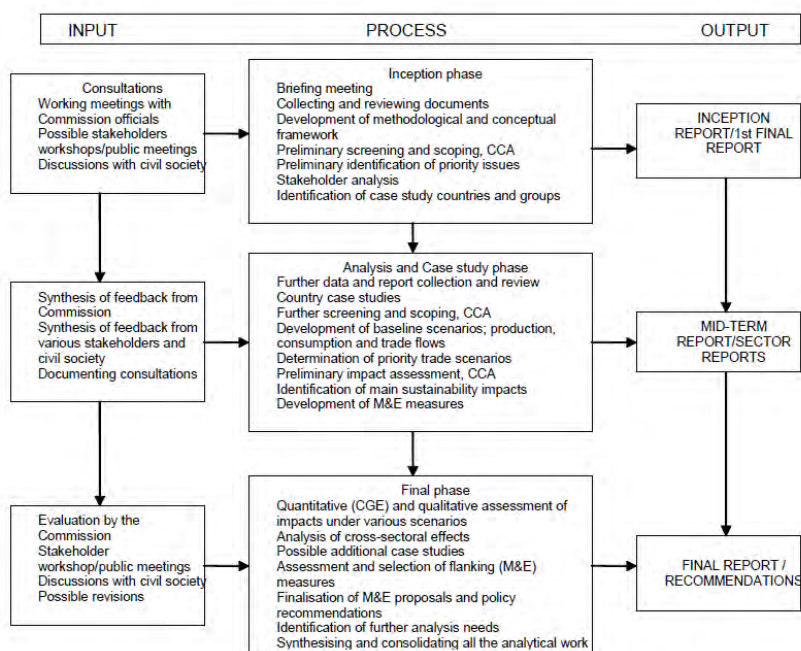 INPUT PROCESS OUTPUT
Consultations
Working meetings with
Commission officials
Possible stakeholders
workshops/public meetings
Discussions with civil society
Inception phase
Briefing meeting
Collecting and reviewing documents
Development of methodological and conceptual
framework
Preliminary screening and scoping, CCA
Preliminary identification of priority issues
Stakeholder analysis
Identification of case study countries and groups
INCEPTION
REPORT/1st FINAL
REPORT
Synthesis of feedback from
Commission
Synthesis of feedback from
various stakeholders and
civil society
Documenting consultations
Analysis and Case study phase
Further data and report collection and review
Country case studies
Further screening and scoping, CCA
Development of baseline scenarios; production,
consumption and trade flows
Determination of priority trade scenarios
Preliminary impact assessment, CCA
Identification of main sustainability impacts
Development of M&E measures
MID-TERM
REPORT/SECTOR
REPORTS
Evaluation by the
Commission
Stakeholder
workshop/public meetings
Discussions with civil society
Possible revisions
Final phase
Quantitative (CGE) and qualitative assessment of
impacts under various scenarios
Analysis of cross-sectoral effects
Possible additional case studies
Assessment and selection of flanking (M&E)
measures
Finalisation of M&E proposals and policy
recommendations
Identification of further analysis needs
Synthesising and consolidating all the analytical work
FINAL REPORT /
RECOMMENDATIONS